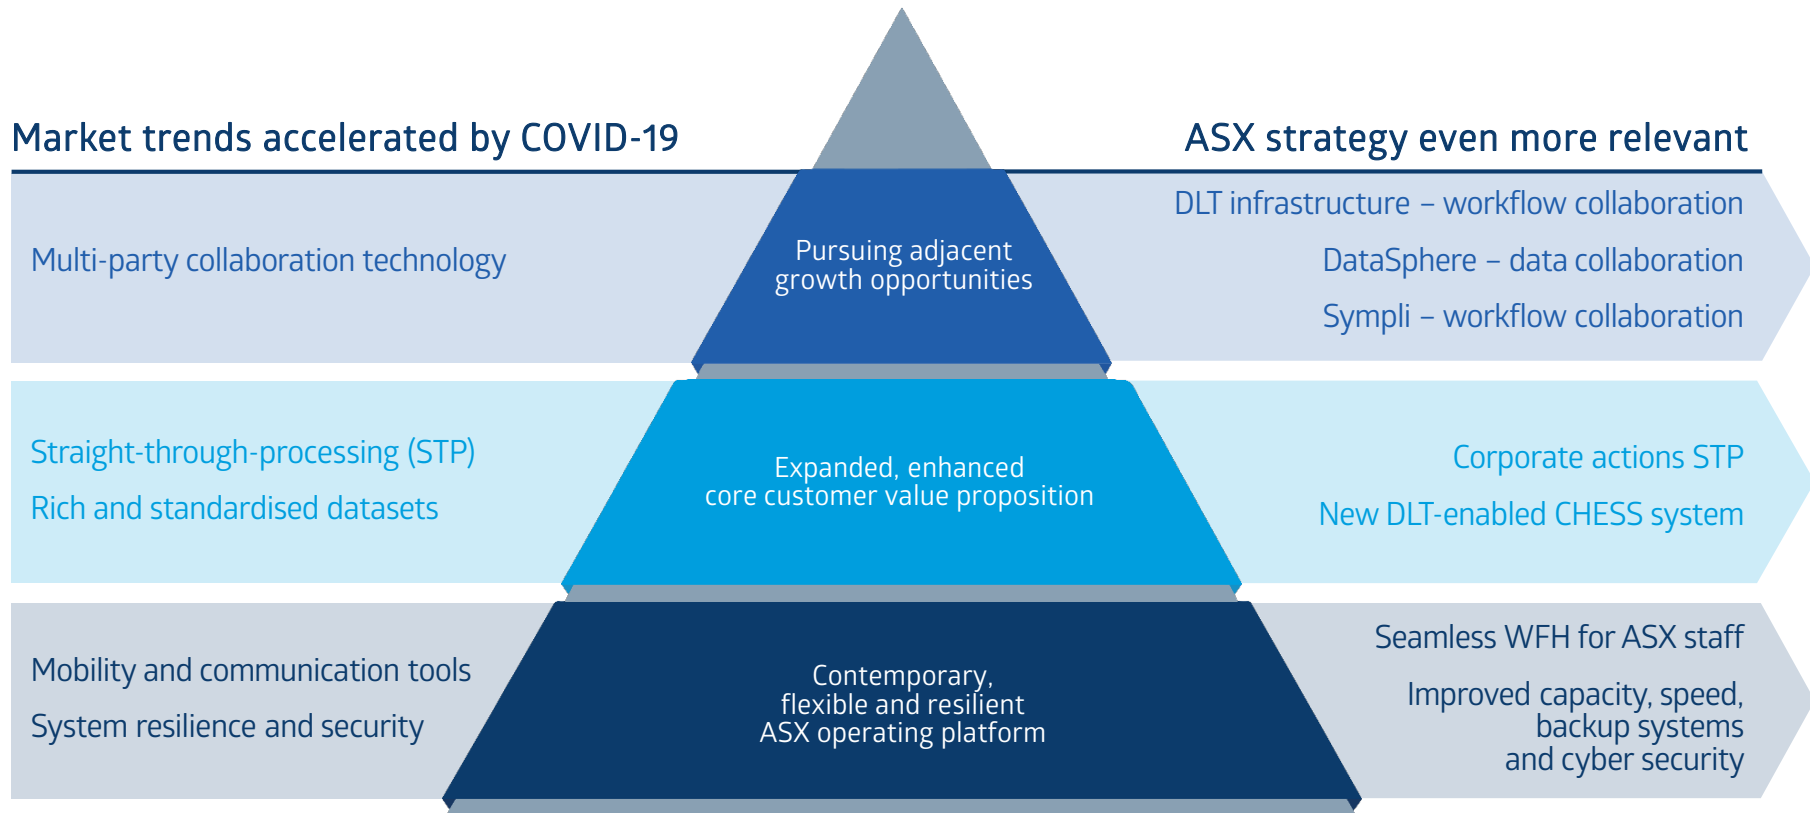 Market trends accelerated by COVID-19
ASX strategy even more relevant
Multi-party collaboration technology
Pursuing adjacent
growth opportunities
DLT infrastructure – workflow collaboration
DataSphere – data collaboration
Sympli – workflow collaboration
Straight-through-processing (STP)
Rich and standardised datasets
Expanded, enhanced
core customer value proposition
Corporate actions STP
New DLT-enabled CHESS system
Mobility and communication tools
System resilience and security
Contemporary,
flexible and resilient
ASX operating platform
Seamless WFH for ASX staff
Improved capacity, speed,
backup systems
and cyber security